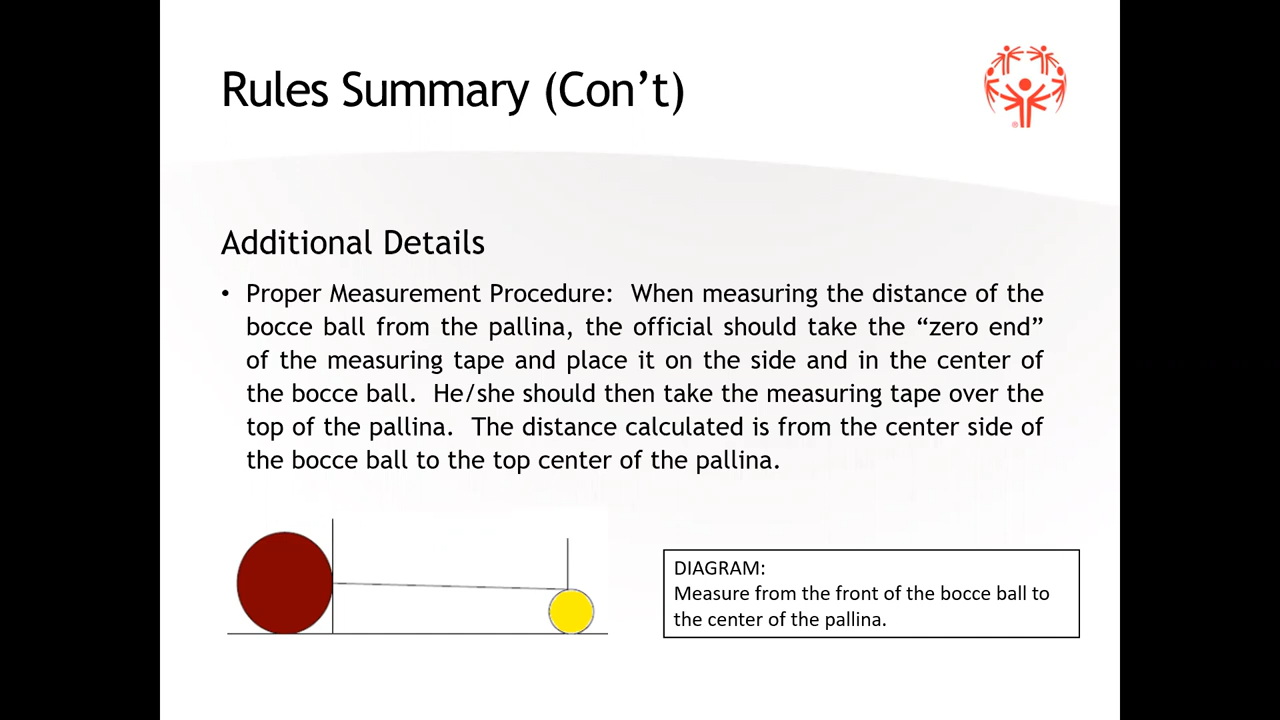 Rules Summary (Con’t)
Additional Details
• Proper Measurement Procedure:  When measuring the distance of the
bocce ball from the pallina, the official should take the “zero end”
of the measuring tape and place it on the side and in the center of
the bocce ball.  He/she should then take the measuring tape over the
top of the pallina.  The distance calculated is from the center side of
the bocce ball to the top center of the pallina.
DIAGRAM:
Measure from the front of the bocce ball to
the center of the pallina.
®